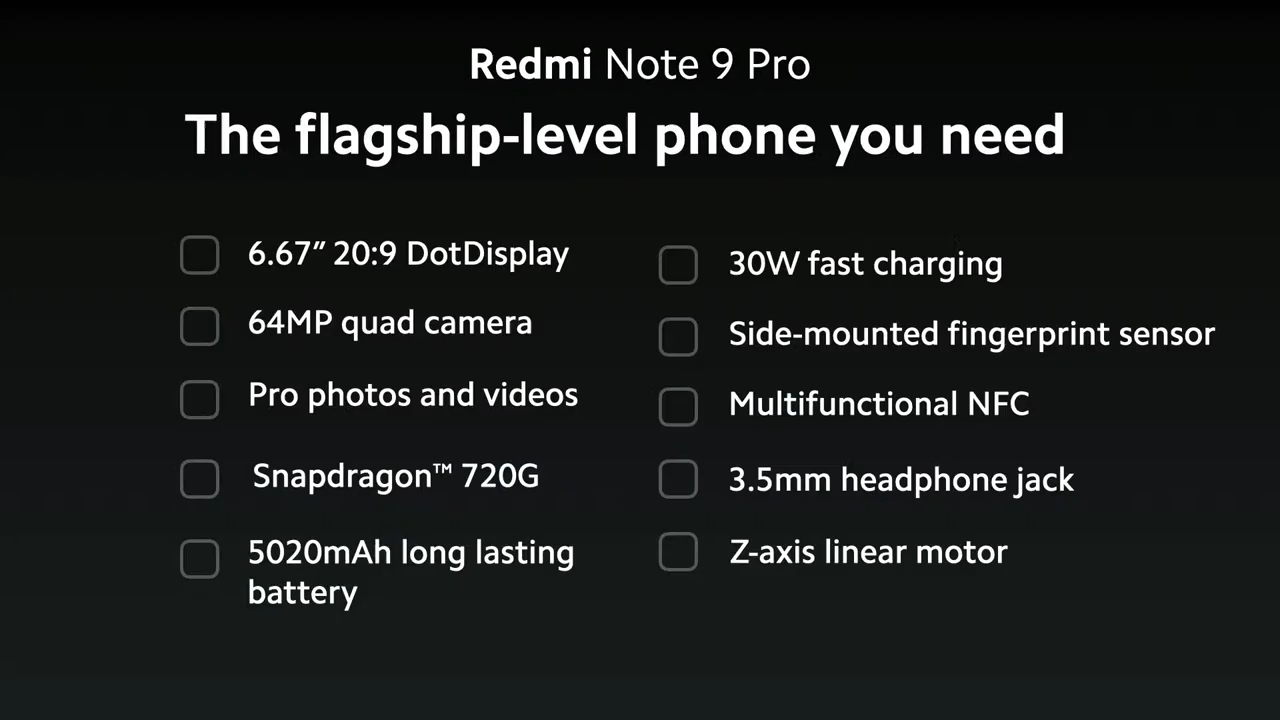 Redmi Note 9 Pro
The flagship-level phone you need
6.67” 20:9 DotDisplay
64MP quad camera
Pro photos and videos
Snapdragon™ 720G
5020mAh long lasting
battery
30W fast charging
Side-mounted fingerprint sensor
Multifunctional NFC
3.5mm headphone jack
Z-axis linear motor